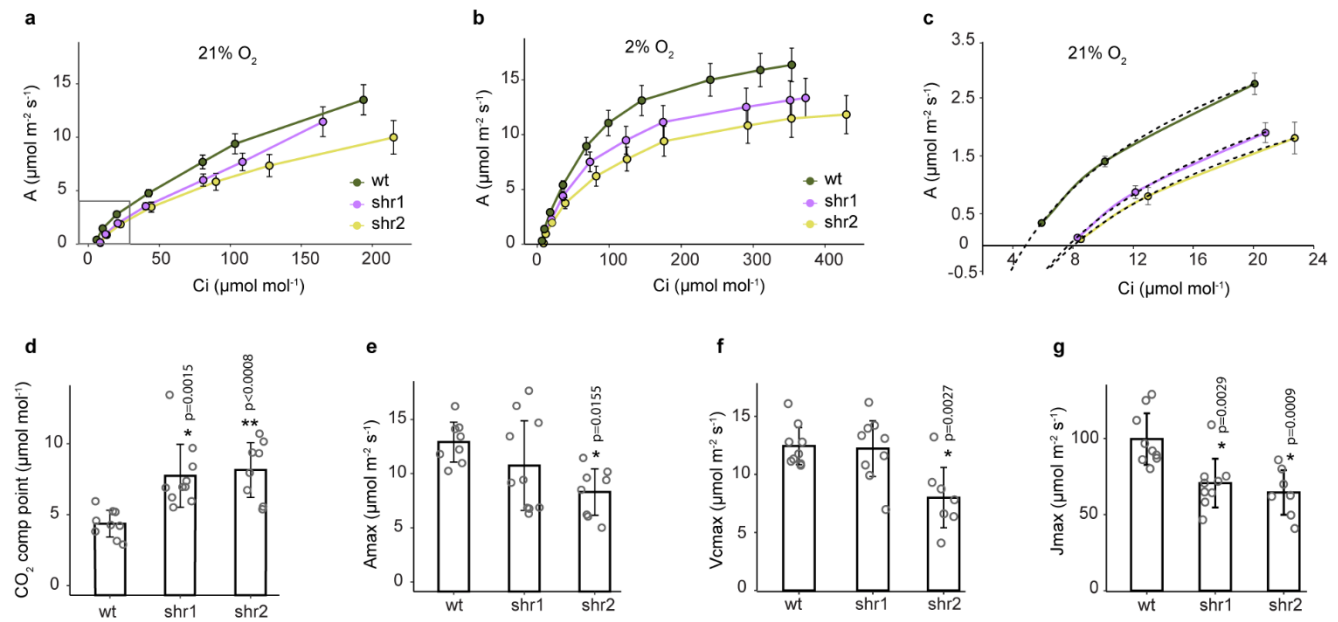 a
21% O₂
A (μmol m⁻² s⁻¹)
15
10
5
0
0
50
100
150
200
Ci (μmol mol⁻¹)
wt
shr1
shr2
b
2% O₂
A (μmol m⁻² s⁻¹)
15
10
5
0
0
100
200
300
400
Ci (μmol mol⁻¹)
wt
shr1
shr2
c
21% O₂
A (μmol m⁻² s⁻¹)
3.5
2.5
1.5
0.5
0
-0.5
4
8
12
16
20
24
Ci (μmol mol⁻¹)
d
CO₂ comp point (μmol mol⁻¹)
10
5
0
* p=0.0015
** p<0.0008
wt
shr1
shr2
e
Amax (μmol m⁻² s⁻¹)
15
10
5
0
* p=0.0155
wt
shr1
shr2
f
Vcmax (μmol m⁻² s⁻¹)
15
10
5
0
* p=0.0027
wt
shr1
shr2
g
Jmax (μmol m⁻² s⁻¹)
100
50
0
* p=0.0029
* p=0.0009
wt
shr1
shr2